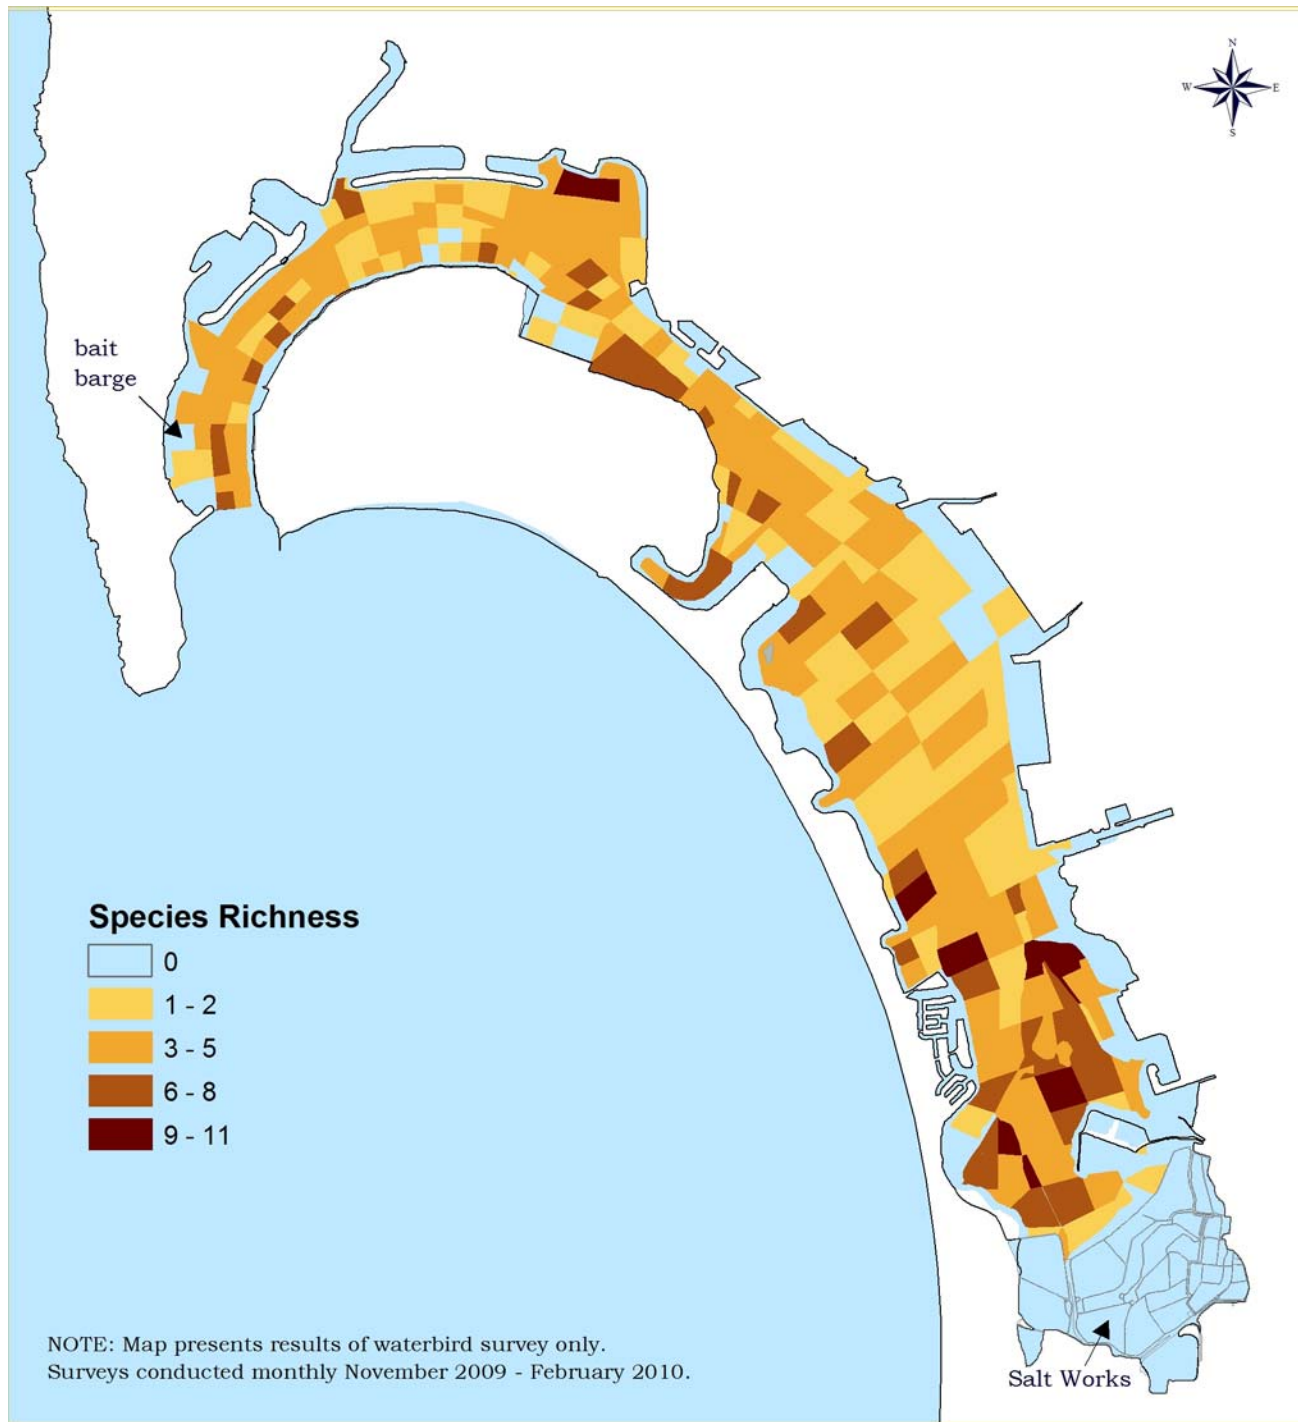 N
W E
S
bait
barge
Species Richness
0
1 - 2
3 - 5
6 - 8
9 - 11
NOTE: Map presents results of waterbird survey only.
Surveys conducted monthly November 2009 - February 2010.
Salt Works